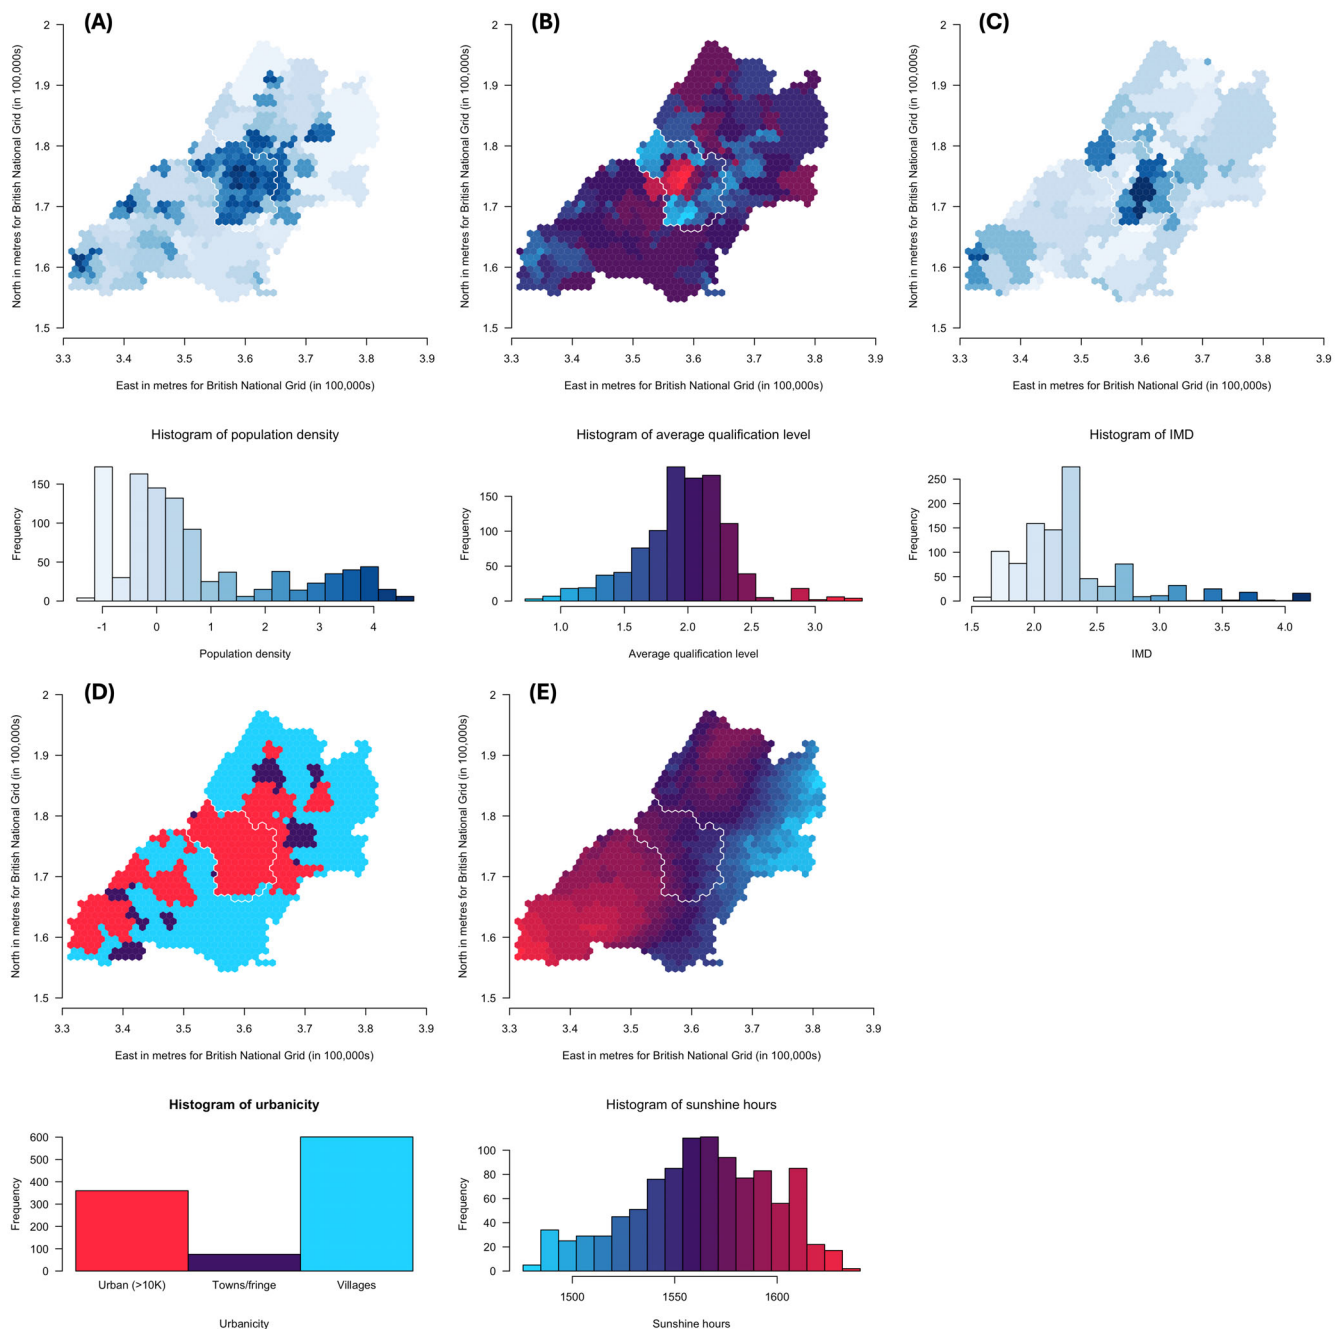 (A)
2
1.9
1.8
1.7
1.6
1.5
North in metres for British National Grid (in 100,000s)
3.3 3.4 3.5 3.6 3.7 3.8 3.9
East in metres for British National Grid (in 100,000s)
Histogram of population density
150
100
50
0
Frequency
-1 0 1 2 3 4
Population density
(B)
2
1.9
1.8
1.7
1.6
1.5
North in metres for British National Grid (in 100,000s)
3.3 3.4 3.5 3.6 3.7 3.8 3.9
East in metres for British National Grid (in 100,000s)
Histogram of average qualification level
150
100
50
0
Frequency
1.0 1.5 2.0 2.5 3.0
Average qualification level
(C)
2
1.9
1.8
1.7
1.6
1.5
North in metres for British National Grid (in 100,000s)
3.3 3.4 3.5 3.6 3.7 3.8 3.9
East in metres for British National Grid (in 100,000s)
Histogram of IMD
250
200
150
100
50
0
Frequency
1.5 2.0 2.5 3.0 3.5 4.0
IMD
(D)
2
1.9
1.8
1.7
1.6
1.5
North in metres for British National Grid (in 100,000s)
3.3 3.4 3.5 3.6 3.7 3.8 3.9
East in metres for British National Grid (in 100,000s)
Histogram of urbanicity
600
500
400
300
200
100
0
Frequency
Urban (>10K) Towns/fringe Villages
Urbanicity
(E)
2
1.9
1.8
1.7
1.6
1.5
North in metres for British National Grid (in 100,000s)
3.3 3.4 3.5 3.6 3.7 3.8 3.9
East in metres for British National Grid (in 100,000s)
Histogram of sunshine hours
100
80
60
40
20
0
Frequency
1500 1550 1600
Sunshine hours